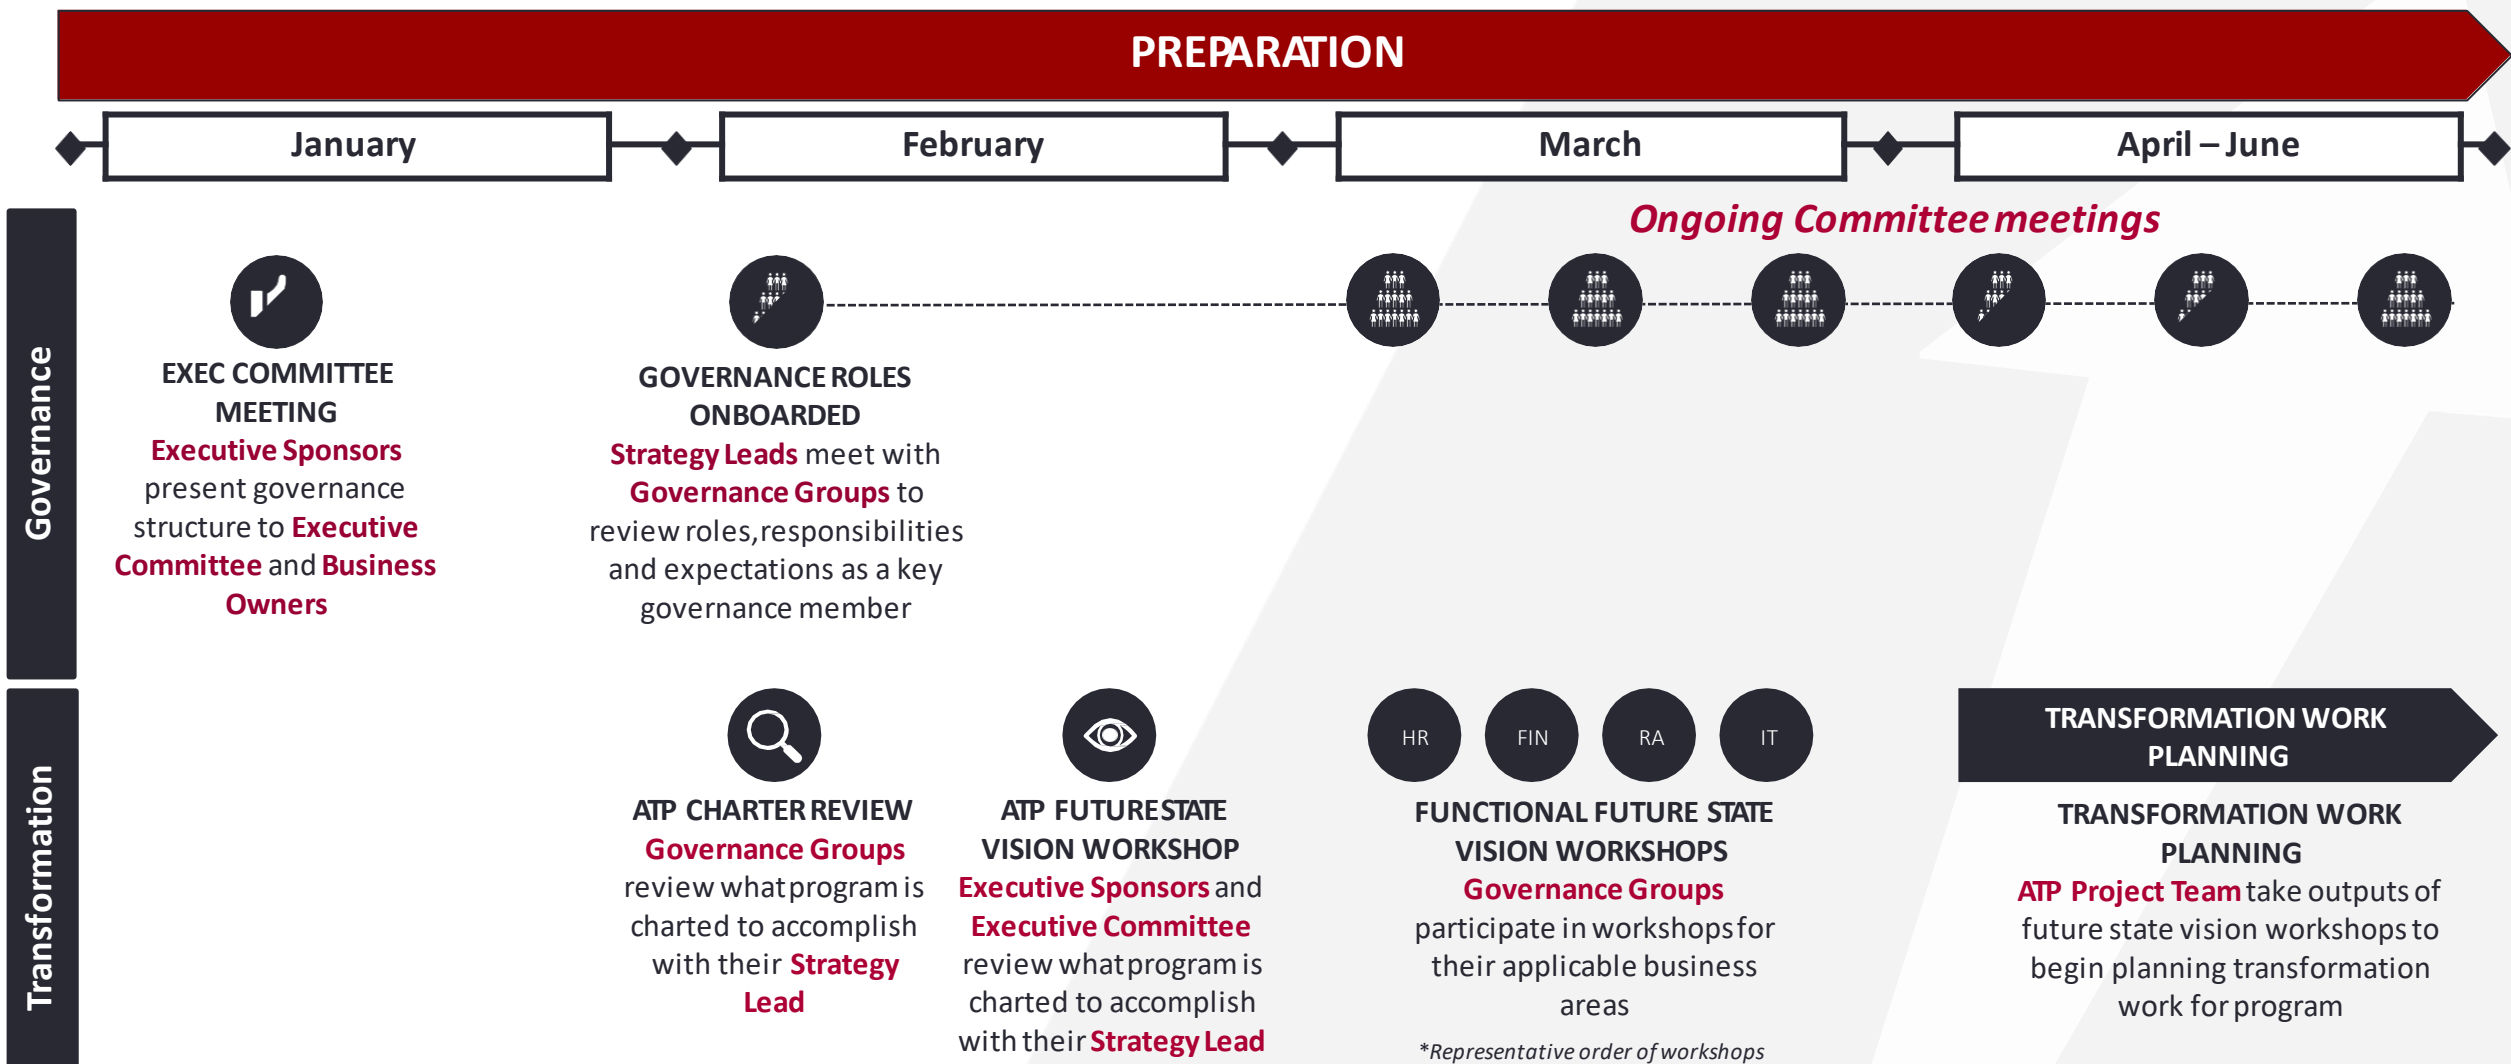 PREPARATION
January
February
March
April – June
Governance
Ongoing Committee meetings
EXEC COMMITTEE
MEETING
Executive Sponsors
present governance
structure to Executive
Committee and Business
Owners
GOVERNANCE ROLES
ONBOARDED
Strategy Leads meet with
Governance Groups to
review roles, responsibilities
and expectations as a key
governance member
Transformation
ATP CHARTER REVIEW
Governance Groups
review what program is
charted to accomplish
with their Strategy
Lead
ATP FUTURE STATE
VISION WORKSHOP
Executive Sponsors and
Executive Committee
review what program is
charted to accomplish
with their Strategy Lead
HR
FIN
RA
IT
FUNCTIONAL FUTURE STATE
VISION WORKSHOPS
Governance Groups
participate in workshops for
their applicable business
areas
*Representative order of workshops
TRANSFORMATION WORK
PLANNING
TRANSFORMATION WORK
PLANNING
ATP Project Team take outputs of
future state vision workshops to
begin planning transformation
work for program